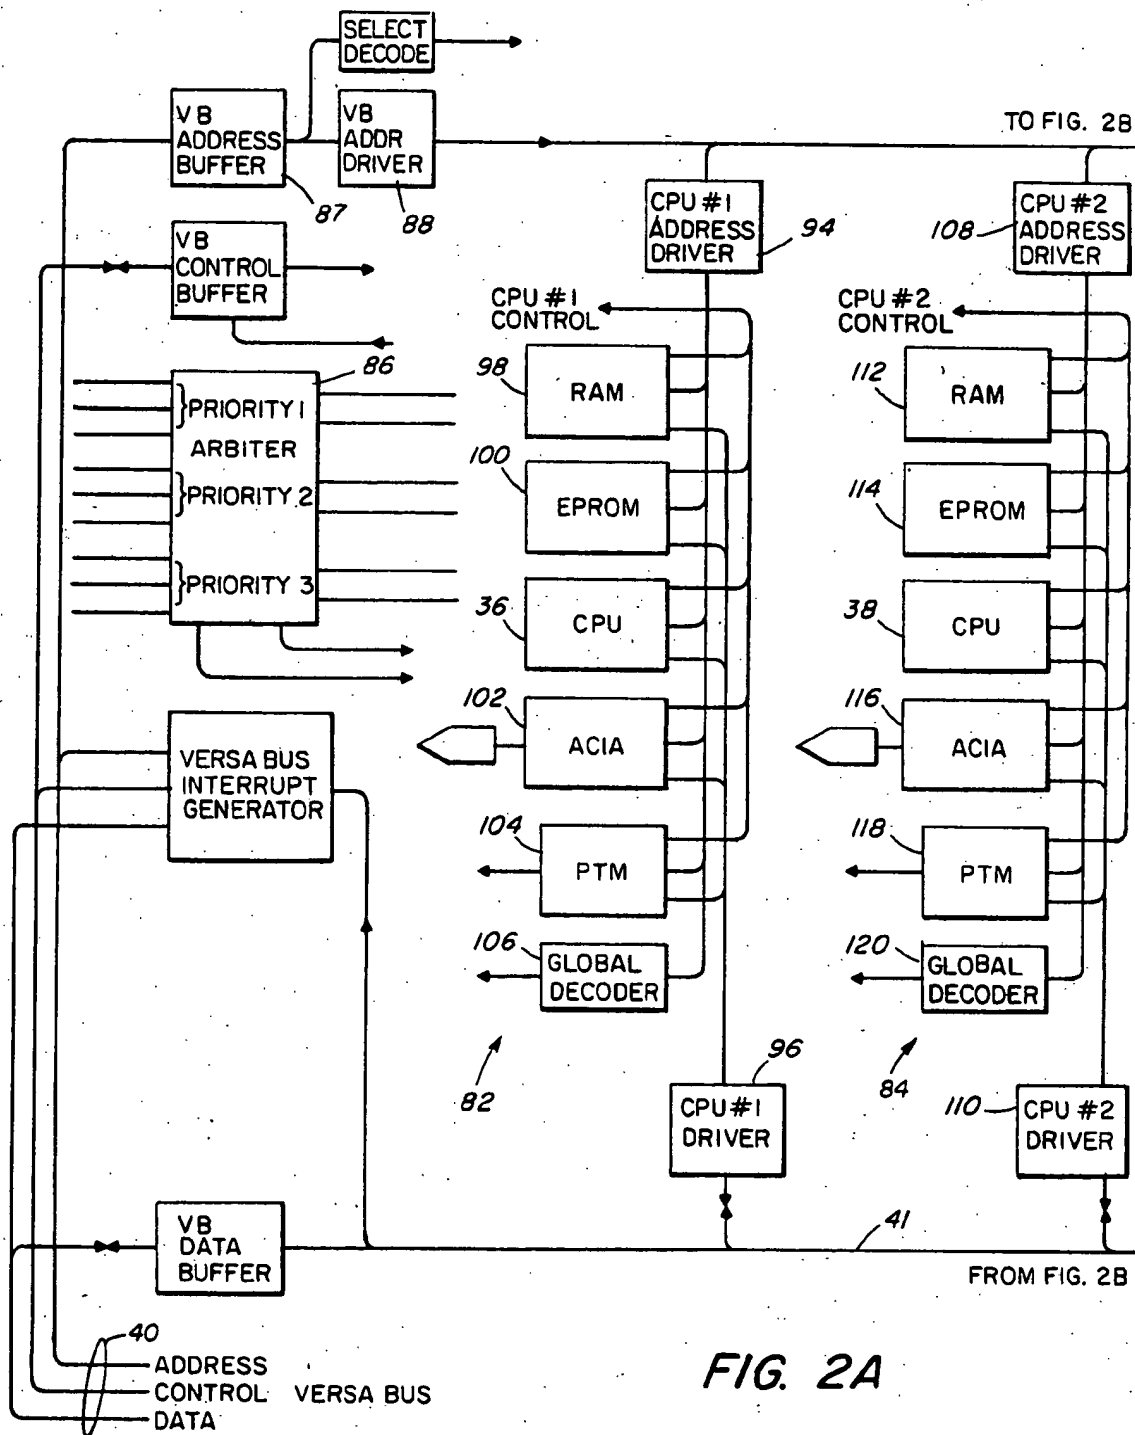 SELECT
DECODE
VB
ADDRESS
BUFFER
87
VB
ADDR
DRIVER
88
TO FIG. 2B
CPU #1
ADDRESS
DRIVER
94
CPU #2
ADDRESS
DRIVER
108
VB
CONTROL
BUFFER
CPU #1
CONTROL
CPU #2
CONTROL
86
PRIORITY 1
ARBITER
PRIORITY 2
PRIORITY 3
98
RAM
112
RAM
100
EPROM
114
EPROM
36
CPU
38
CPU
102
ACIA
116
ACIA
VERSA BUS
INTERRUPT
GENERATOR
104
PTM
118
PTM
106
GLOBAL
DECODER
120
GLOBAL
DECODER
82
84
96
CPU #1
DRIVER
110
CPU #2
DRIVER
VB
DATA
BUFFER
41
FROM FIG. 2B
40
ADDRESS
CONTROL VERSA BUS
DATA
FIG. 2A